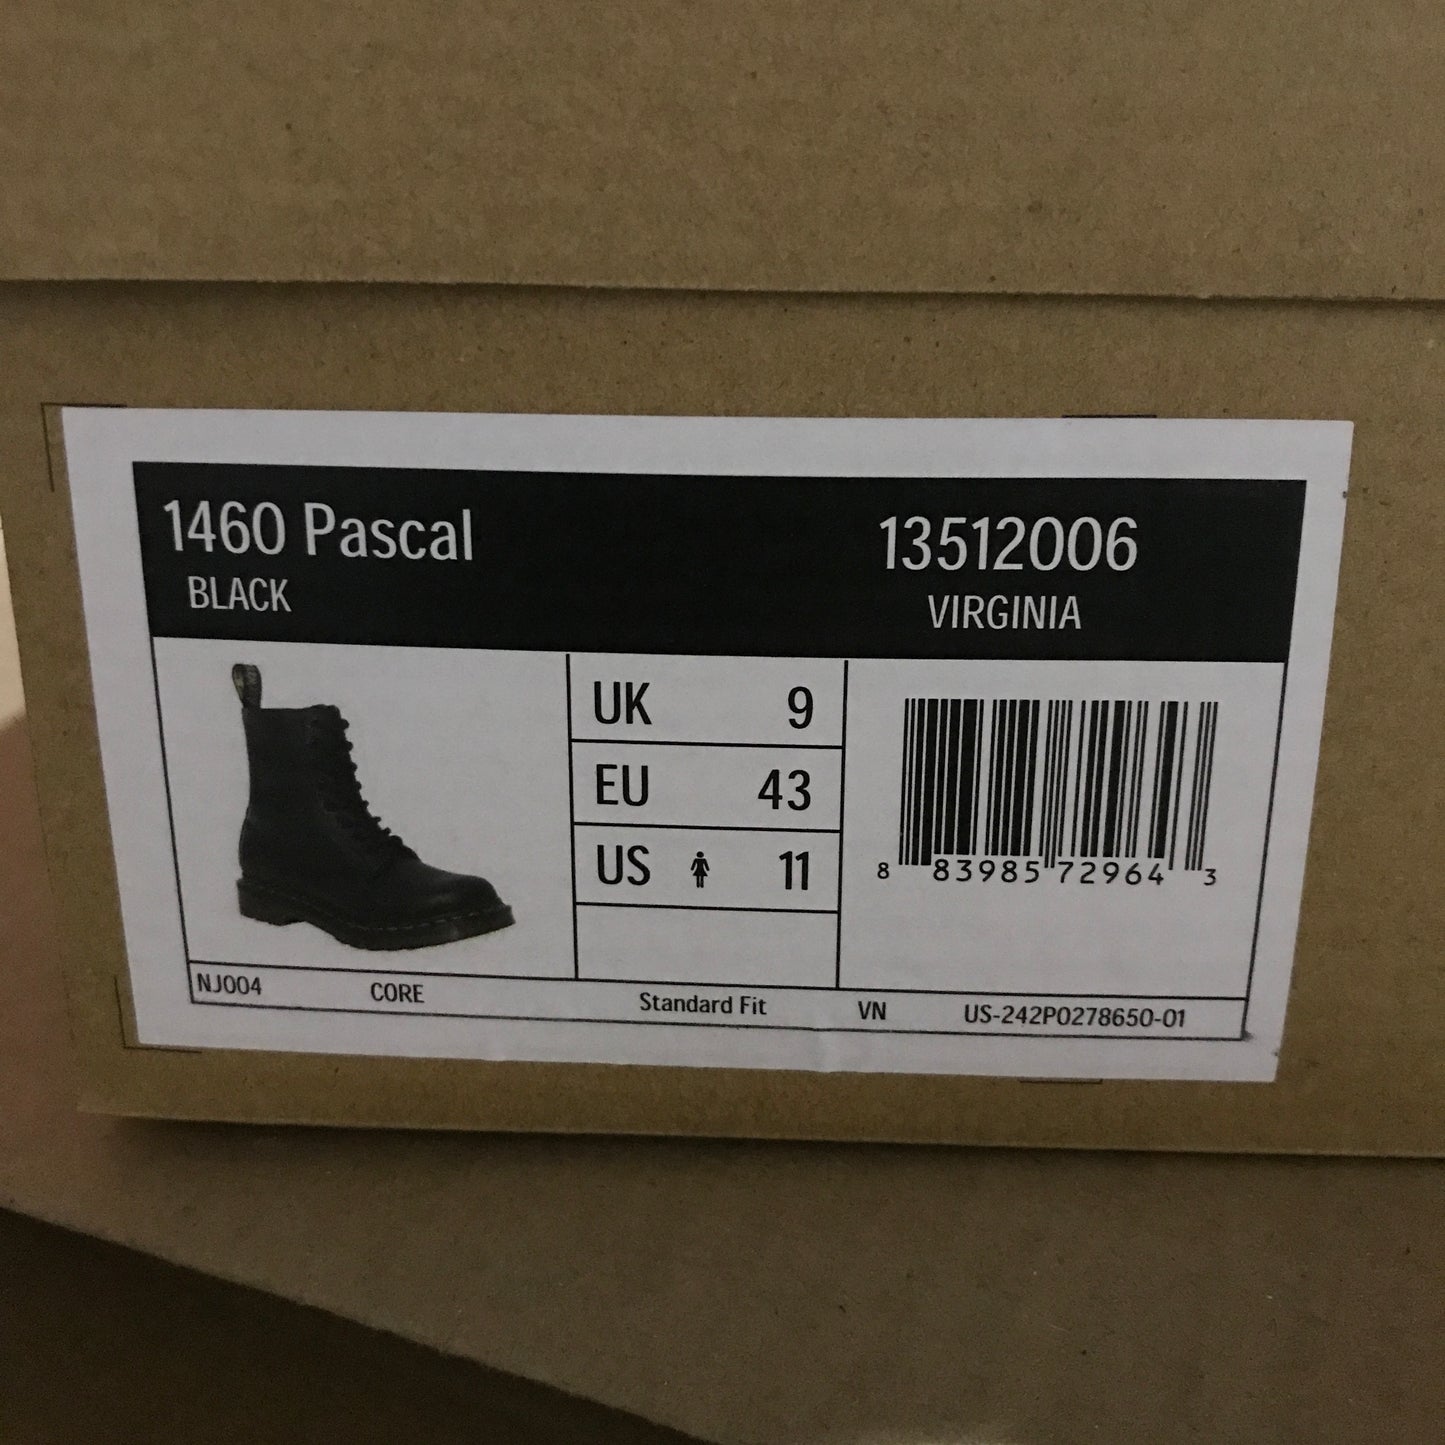 1460 Pascal 13512006
BLACK VIRGINIA
UK 9
EU 43
US 11
8 83985 72964 3
NJ004 CORE Standard Fit VN US-242P0278650-01